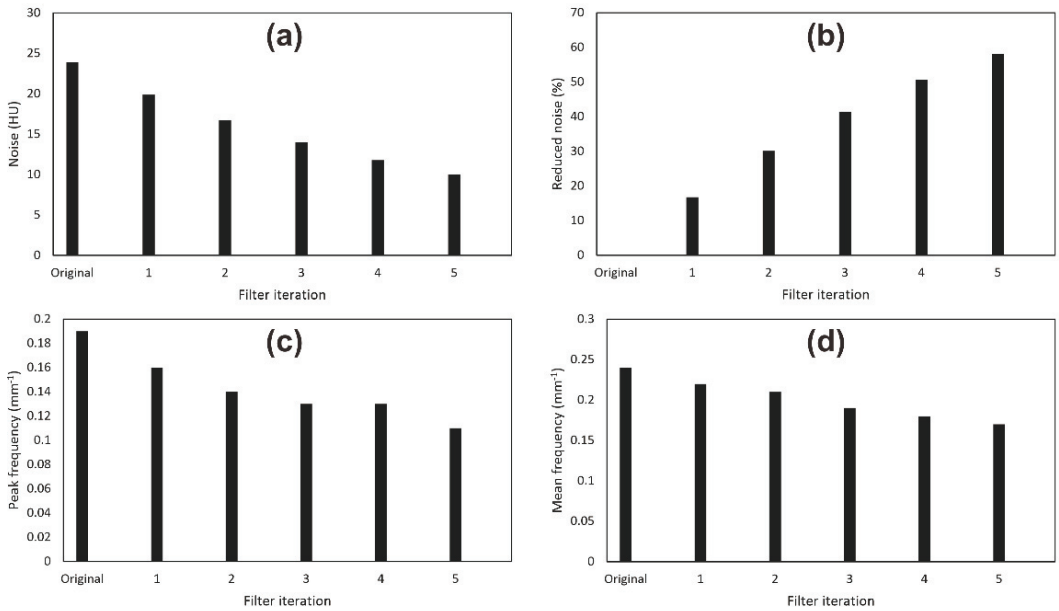 (a)
Noise (HU)
30
25
20
15
10
5
0
Original 1 2 3 4 5
Filter iteration
(b)
Reduced noise (%)
70
60
50
40
30
20
10
0
Original 1 2 3 4 5
Filter iteration
(c)
Peak frequency (mm⁻¹)
0.2
0.18
0.16
0.14
0.12
0.1
0.08
0.06
0.04
0.02
0
Original 1 2 3 4 5
Filter iteration
(d)
Mean frequency (mm⁻¹)
0.3
0.25
0.2
0.15
0.1
0.05
0
Original 1 2 3 4 5
Filter iteration